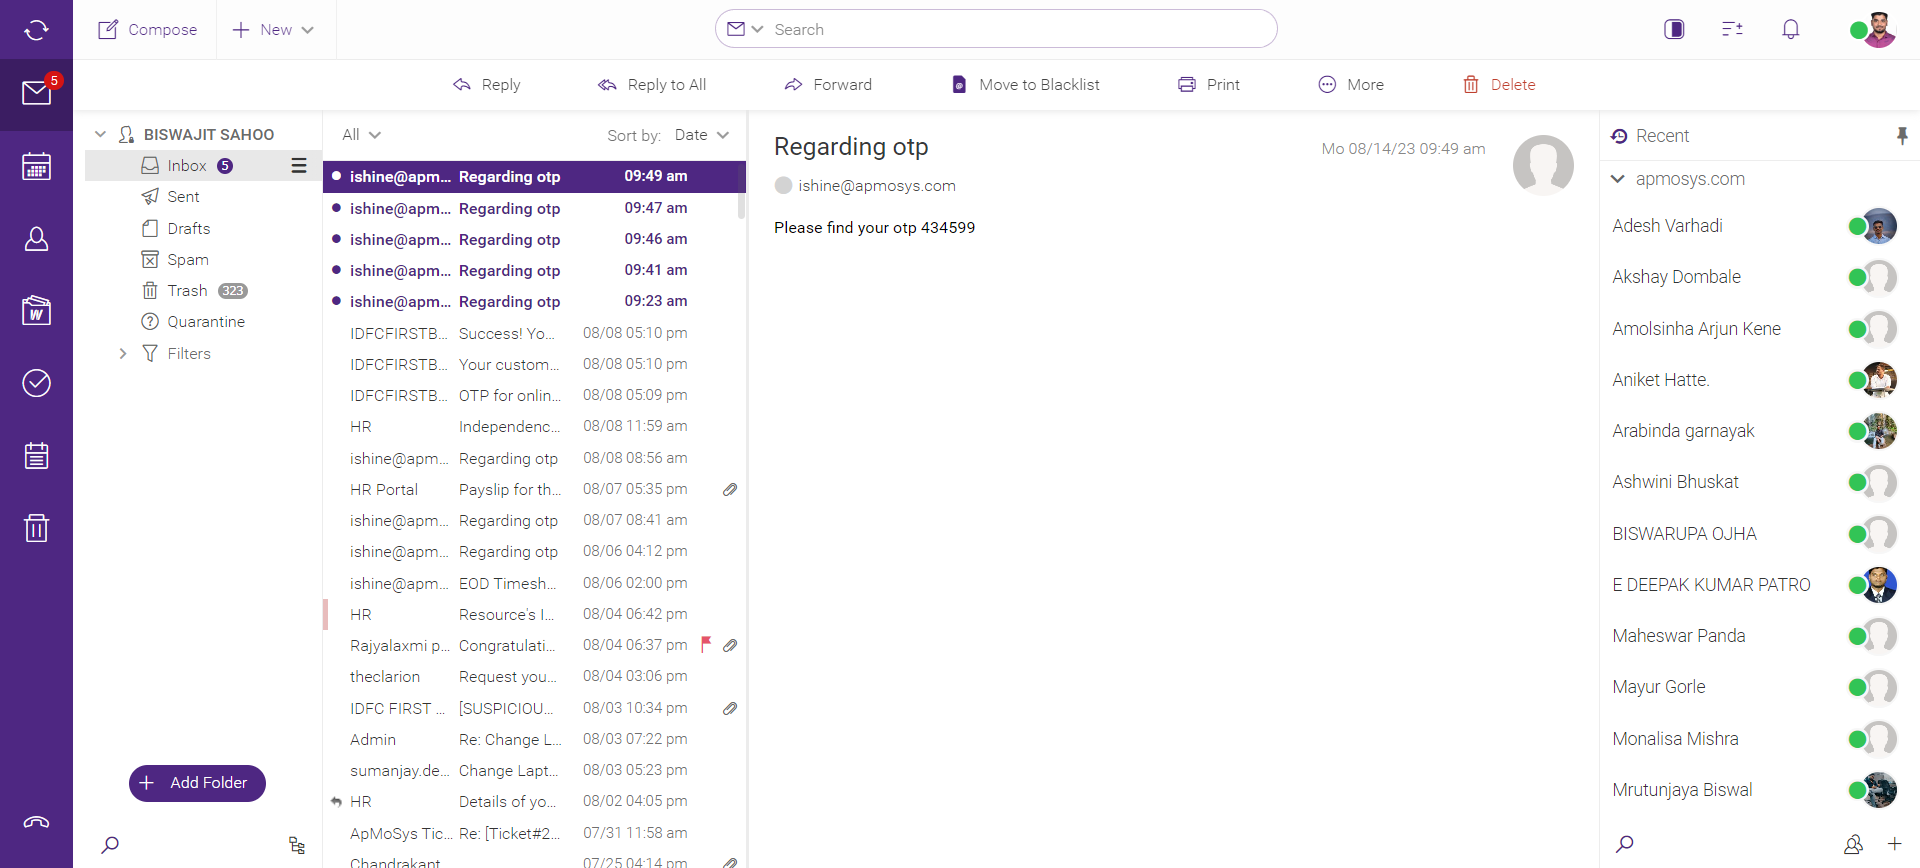 Compose
New
Search
5
Reply
Reply to All
Forward
Move to Blacklist
Print
More
Delete
BISWAJIT SAHOO
Inbox 5
Sent
Drafts
Spam
Trash 323
Quarantine
Filters
Add Folder
All
Sort by: Date
ishine@apm... Regarding otp 09:49 am
ishine@apm... Regarding otp 09:47 am
ishine@apm... Regarding otp 09:46 am
ishine@apm... Regarding otp 09:41 am
ishine@apm... Regarding otp 09:23 am
IDFCFIRSTB... Success! Yo... 08/08 05:10 pm
IDFCFIRSTB... Your custom... 08/08 05:10 pm
IDFCFIRSTB... OTP for onlin... 08/08 05:09 pm
HR Independenc... 08/08 11:59 am
ishine@apm... Regarding otp 08/08 08:56 am
HR Portal Payslip for th... 08/07 05:35 pm
ishine@apm... Regarding otp 08/07 08:41 am
ishine@apm... Regarding otp 08/06 04:12 pm
ishine@apm... EOD Timesh... 08/06 02:00 pm
HR Resource's I... 08/04 06:42 pm
Rajyalaxmi p... Congratulati... 08/04 06:37 pm
theclarion Request you... 08/04 03:06 pm
IDFC FIRST ... [SUSPICIOU... 08/03 10:34 pm
Admin Re: Change L... 08/03 07:22 pm
sumanjay.de... Change Lapt... 08/03 05:23 pm
HR Details of yo... 08/02 04:05 pm
ApMoSys Tic... Re: [Ticket#2... 07/31 11:58 am
Chandrakant 07/25 04:14 pm
Regarding otp
Mo 08/14/23 09:49 am
ishine@apmosys.com
Please find your otp 434599
Recent
apmosys.com
Adesh Varhadi
Akshay Dombale
Amolsinha Arjun Kene
Aniket Hatte.
Arabinda garnayak
Ashwini Bhuskat
BISWARUPA OJHA
E DEEPAK KUMAR PATRO
Maheswar Panda
Mayur Gorle
Monalisa Mishra
Mrutunjaya Biswal